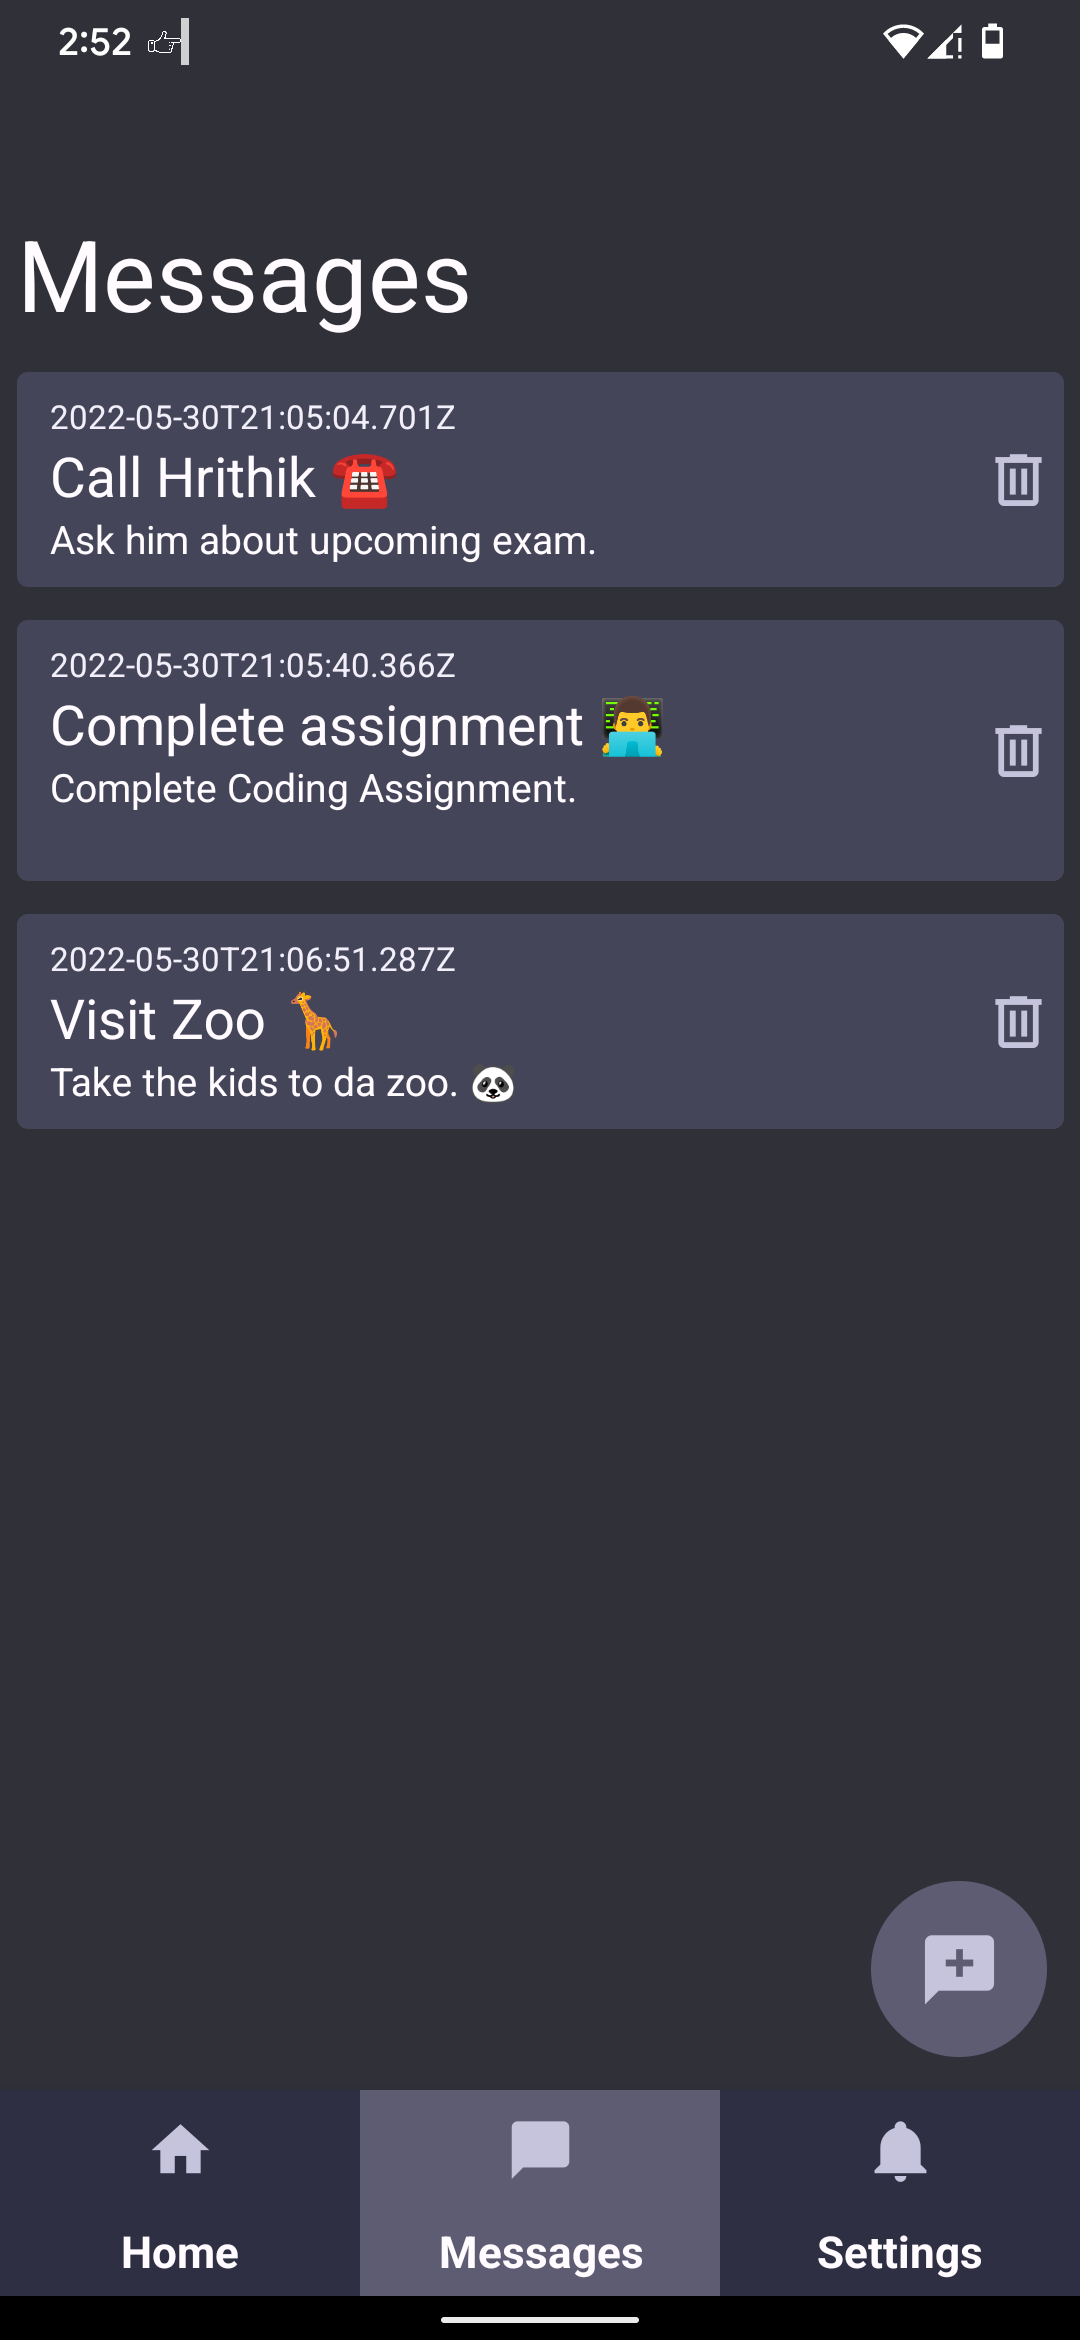 2:52
Messages
2022-05-30T21:05:04.701Z
Call Hrithik ☎️
Ask him about upcoming exam.
2022-05-30T21:05:40.366Z
Complete assignment 👨‍💻
Complete Coding Assignment.
2022-05-30T21:06:51.287Z
Visit Zoo 🦒
Take the kids to da zoo. 🐼
Home Messages Settings